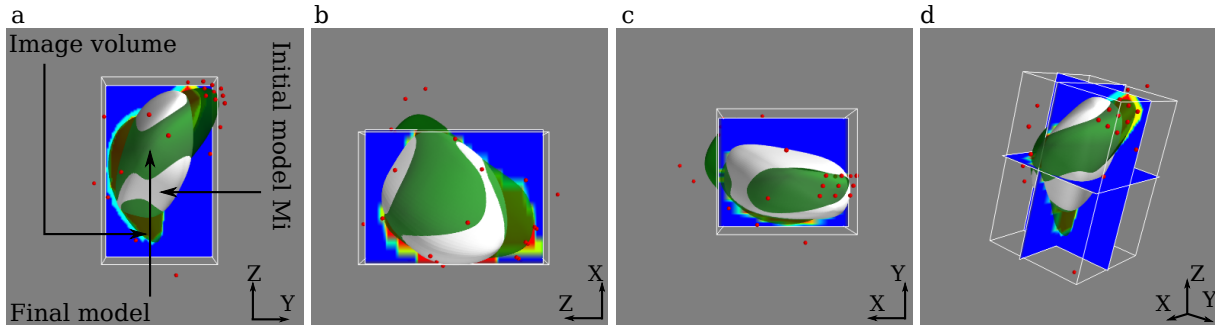 a
b
c
d
Image volume
Initial model Mi
Final model
Z
Y
X
Z
Y
X
Z
X
Y